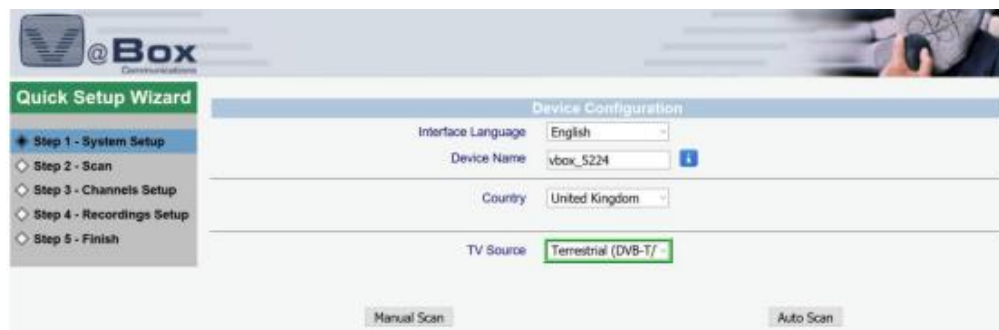 V@Box
Communications
Quick Setup Wizard
Device Configuration
Step 1 - System Setup
Step 2 - Scan
Step 3 - Channels Setup
Step 4 - Recordings Setup
Step 5 - Finish
Interface Language English
Device Name vbox_5224 i
Country United Kingdom
TV Source Terrestrial (DVB-T/
Manual Scan Auto Scan